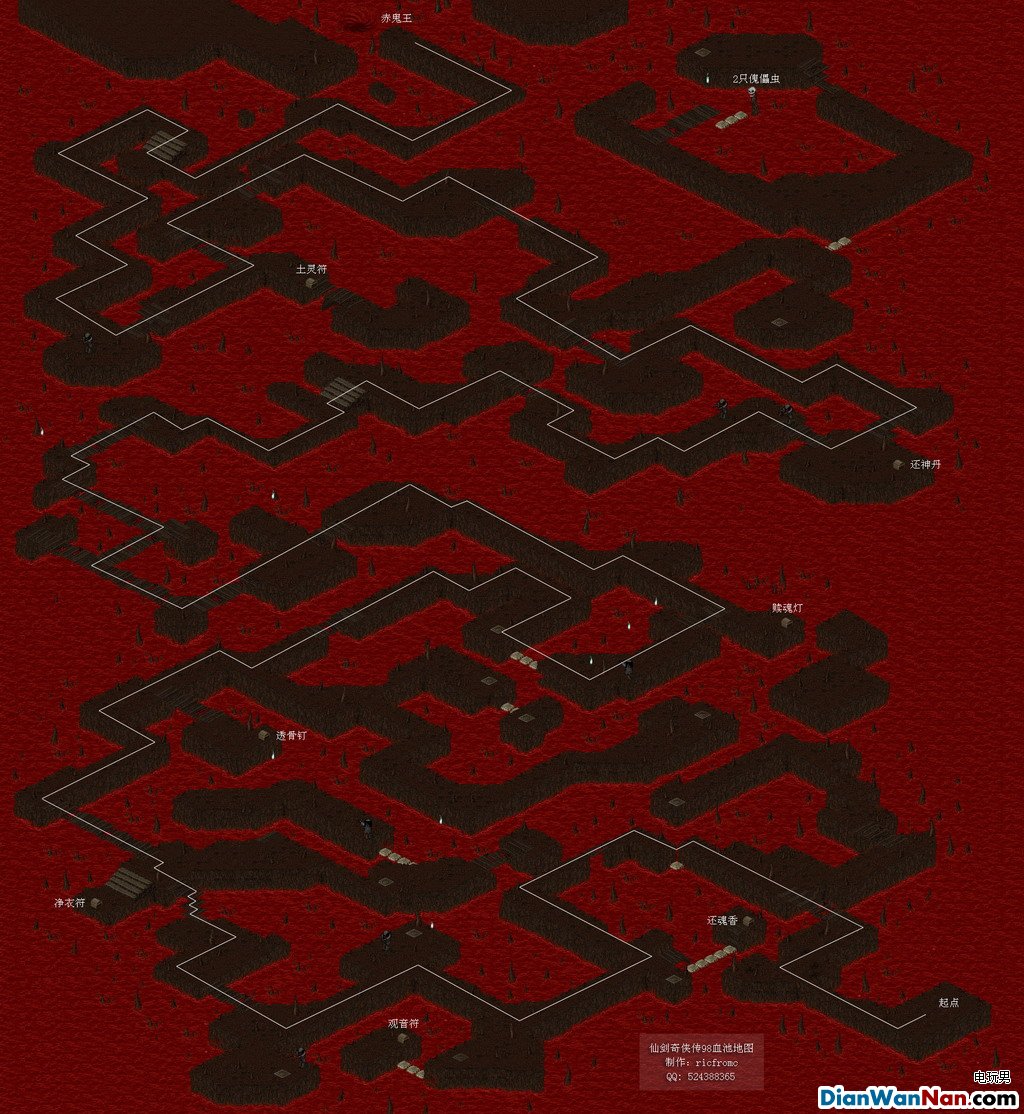 赤鬼王
2只傀儡虫
土灵符
还神丹
赎魂灯
透骨钉
净衣符
还魂香
起点
观音符
仙剑奇侠传98血池地图
制作：ricfromo
QQ：524388365
电玩男
DianWanNan.com